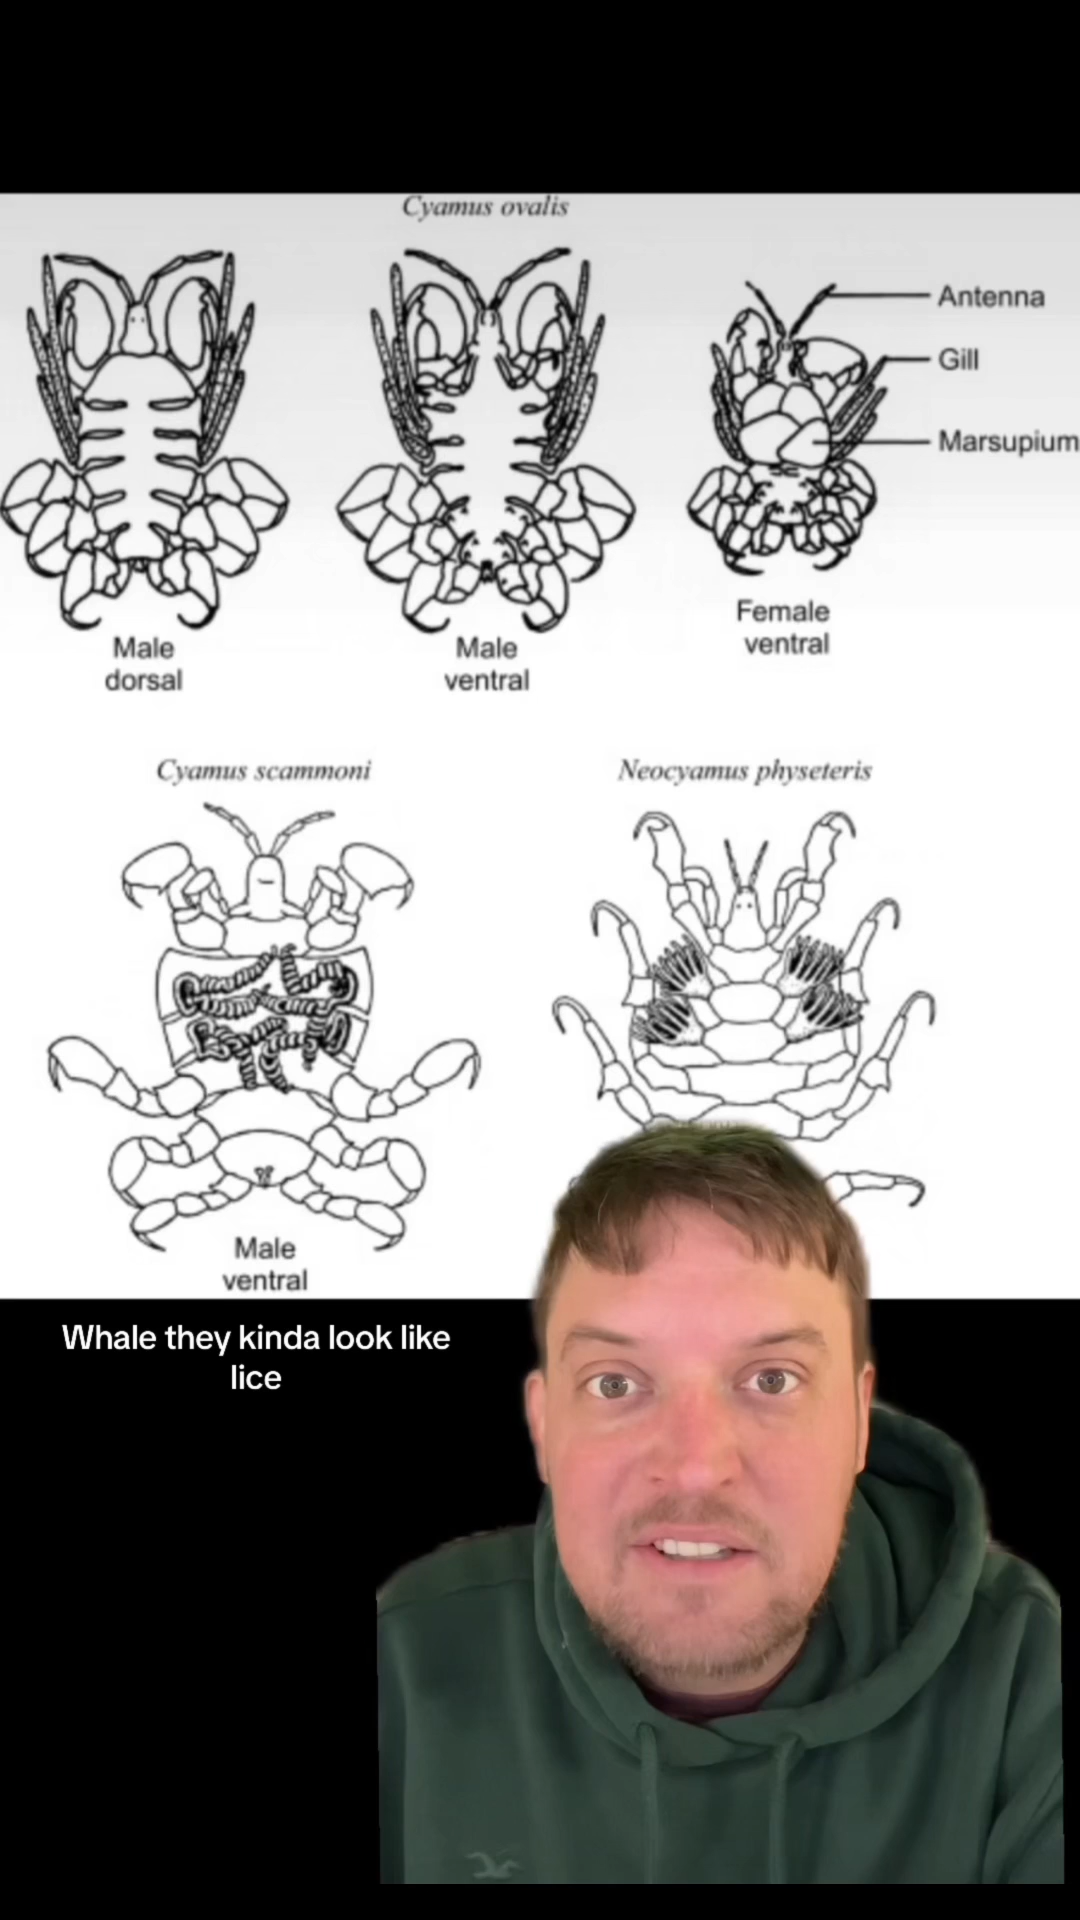 Cyamus ovalis
Antenna
Gill
Marsupium
Male
dorsal
Male
ventral
Female
ventral
Cyamus scammoni
Neocyamus physeteris
Male
ventral
Whale they kinda look like
lice